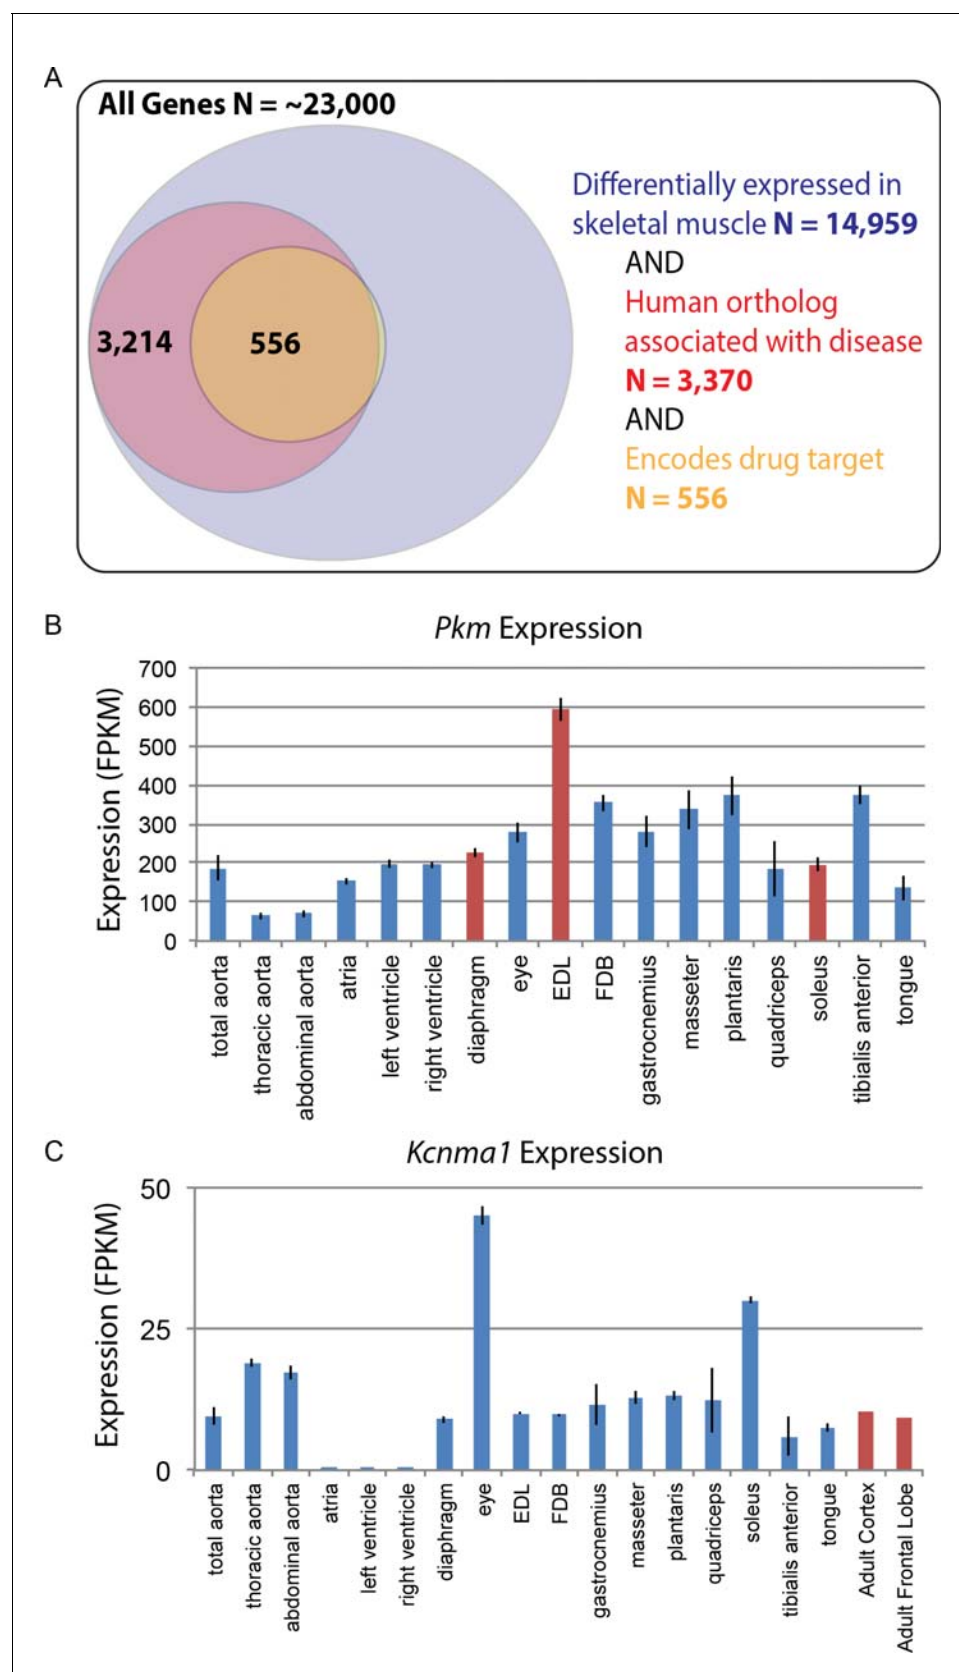 A
All Genes N = ~23,000
3,214
556
Differentially expressed in
skeletal muscle N = 14,959
AND
Human ortholog
associated with disease
N = 3,370
AND
Encodes drug target
N = 556
B
Pkm Expression
Expression (FPKM)
700
600
500
400
300
200
100
0
total aorta
thoracic aorta
abdominal aorta
atria
left ventricle
right ventricle
diaphragm
eye
EDL
FDB
gastrocnemius
masseter
plantaris
quadriceps
soleus
tibialis anterior
tongue
C
Kcnma1 Expression
Expression (FPKM)
50
25
0
total aorta
thoracic aorta
abdominal aorta
atria
left ventricle
right ventricle
diaphragm
eye
EDL
FDB
gastrocnemius
masseter
plantaris
quadriceps
soleus
tibialis anterior
tongue
Adult Cortex
Adult Frontal Lobe